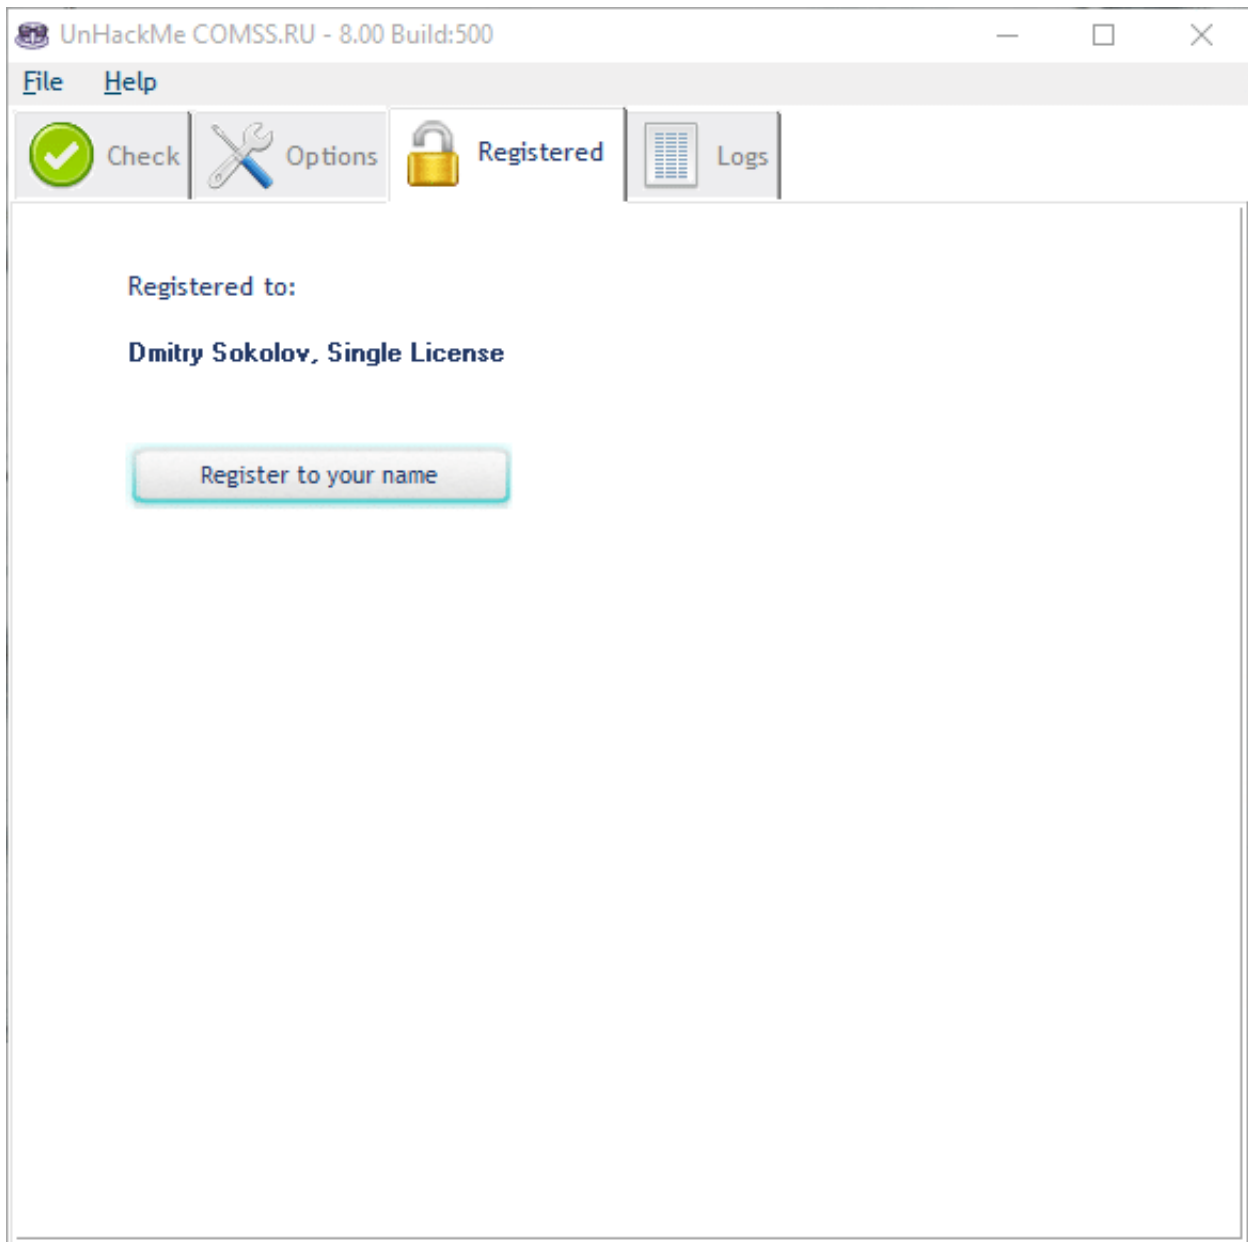 UnHackMe COMSS.RU - 8.00 Build:500
File Help
Check Options Registered Logs
Registered to:
Dmitry Sokolov, Single License
Register to your name